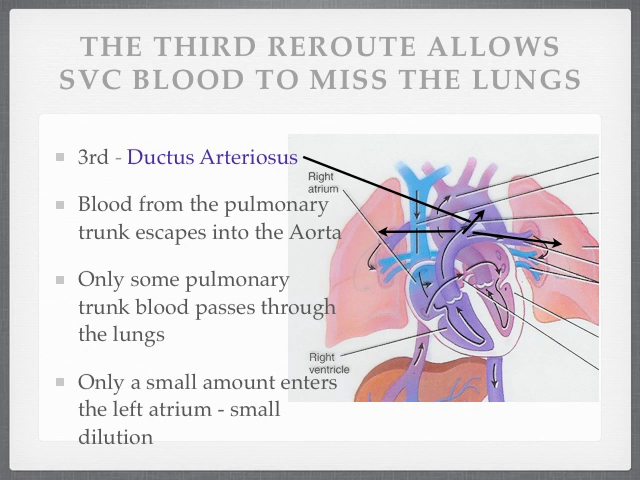 THE THIRD REROUTE ALLOWS
SVC BLOOD TO MISS THE LUNGS
3rd - Ductus Arteriosus
Blood from the pulmonary
trunk escapes into the Aorta
Only some pulmonary
trunk blood passes through
the lungs
Only a small amount enters
the left atrium - small
dilution
Right
atrium
Right
ventricle